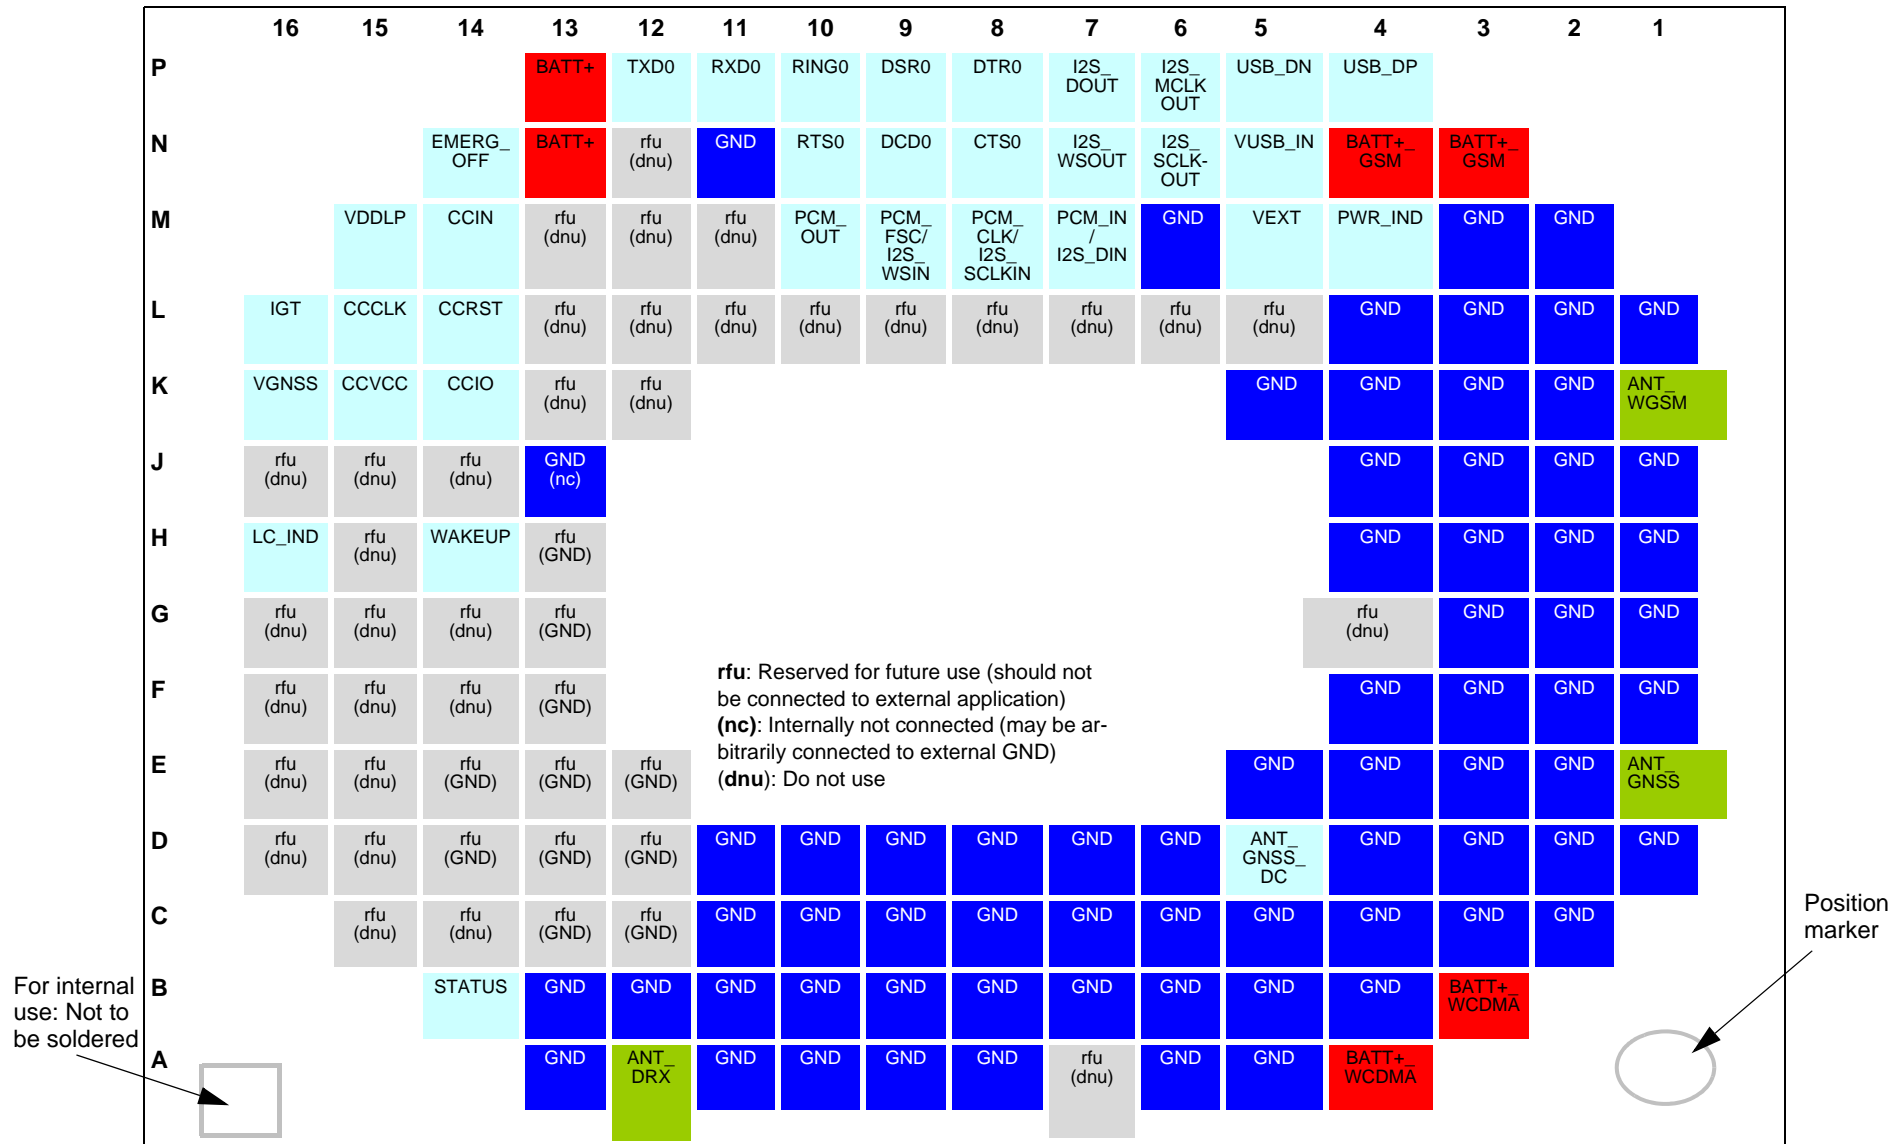 16 15 14 13 12 11 10 9 8 7 6 5 4 3 2 1
P BATT+ TXD0 RXD0 RING0 DSR0 DTR0 I2S_ I2S_ USB_DN USB_DP
DOUT MCLK
OUT
N EMERG_ BATT+ rfu GND RTS0 DCD0 CTS0 I2S_ I2S_ VUSB_IN BATT+_ BATT+_
OFF (dnu) WSOUT SCLK- GSM GSM
OUT
M VDDLP CCIN rfu rfu rfu PCM_ PCM_ PCM_ PCM_IN GND VEXT PWR_IND GND GND
(dnu) (dnu) (dnu) OUT FSC/ CLK/ /
I2S_ I2S_ I2S_DIN
WSIN SCLKIN
L IGT CCCLK CCRST rfu rfu rfu rfu rfu rfu rfu rfu rfu GND GND GND GND
(dnu) (dnu) (dnu) (dnu) (dnu) (dnu) (dnu) (dnu) (dnu)
K VGNSS CCVCC CCIO rfu rfu GND GND GND GND ANT_
(dnu) (dnu) WGSM
J rfu rfu rfu GND GND GND GND GND
(dnu) (dnu) (dnu) (nc)
H LC_IND rfu WAKEUP rfu GND GND GND GND
(dnu) (GND)
G rfu rfu rfu rfu rfu GND GND GND
(dnu) (dnu) (dnu) (GND) (dnu)
rfu: Reserved for future use (should not
be connected to external application)
(nc): Internally not connected (may be ar-
bitrarily connected to external GND)
(dnu): Do not use
F rfu rfu rfu rfu GND GND GND GND
(dnu) (dnu) (dnu) (GND)
E rfu rfu rfu rfu rfu GND GND GND GND ANT_
(dnu) (dnu) (GND) (GND) (GND) GNSS
D rfu rfu rfu rfu rfu GND GND GND GND GND GND ANT_ GND GND GND GND
(dnu) (dnu) (GND) (GND) (GND) GNSS_
DC
C rfu rfu rfu rfu GND GND GND GND GND GND GND GND GND GND
(dnu) (dnu) (GND) (GND)
Position
marker
B STATUS GND GND GND GND GND GND GND GND GND GND BATT+_
WCDMA
For internal
use: Not to
be soldered
A GND ANT_ GND GND GND GND rfu GND GND BATT+_
DRX (dnu) WCDMA